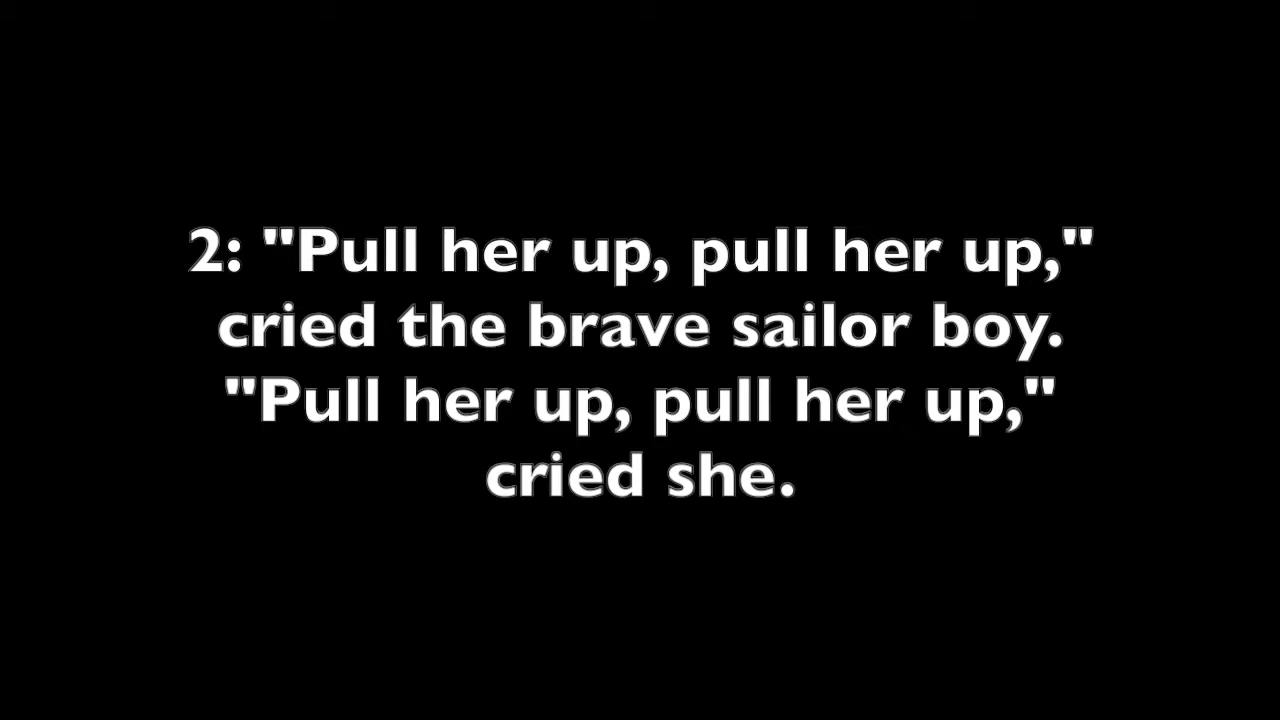 2: "Pull her up, pull her up,"
cried the brave sailor boy.
"Pull her up, pull her up,"
cried she.